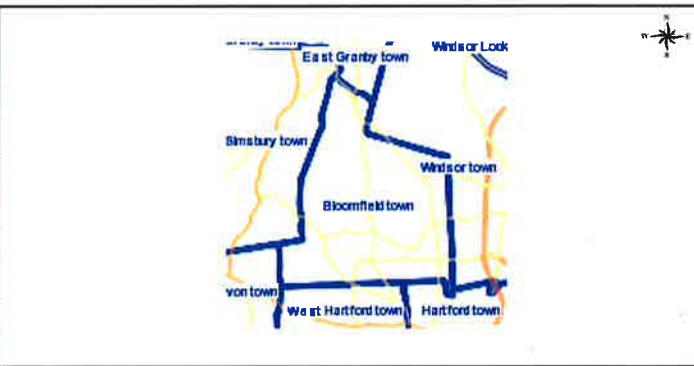 Windsor Lock
East Granby town
Simsbury town
Windsor town
Bloomfield town
von town
West Hartford town
Hartford town
N
W E
S